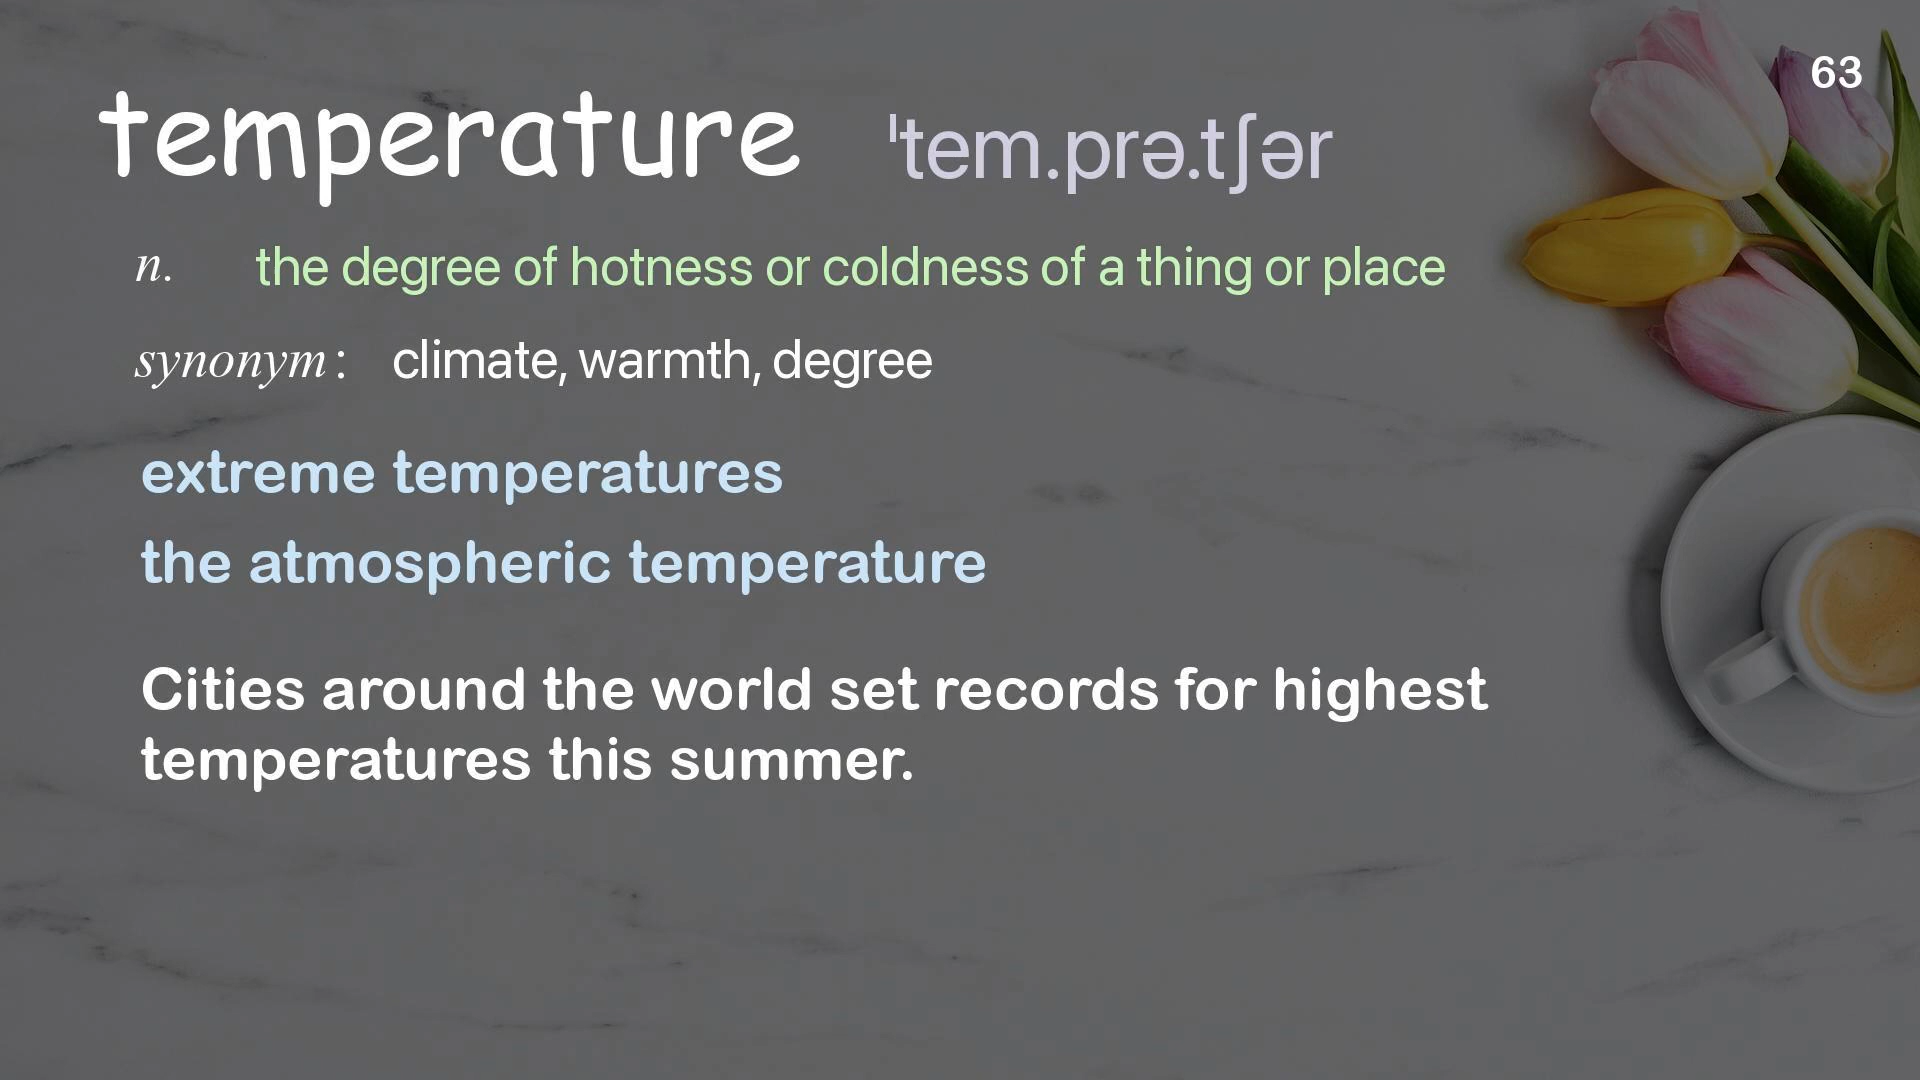 63
temperature ˈtem.prə.tʃər
n. the degree of hotness or coldness of a thing or place
synonym: climate, warmth, degree
extreme temperatures
the atmospheric temperature
Cities around the world set records for highest
temperatures this summer.